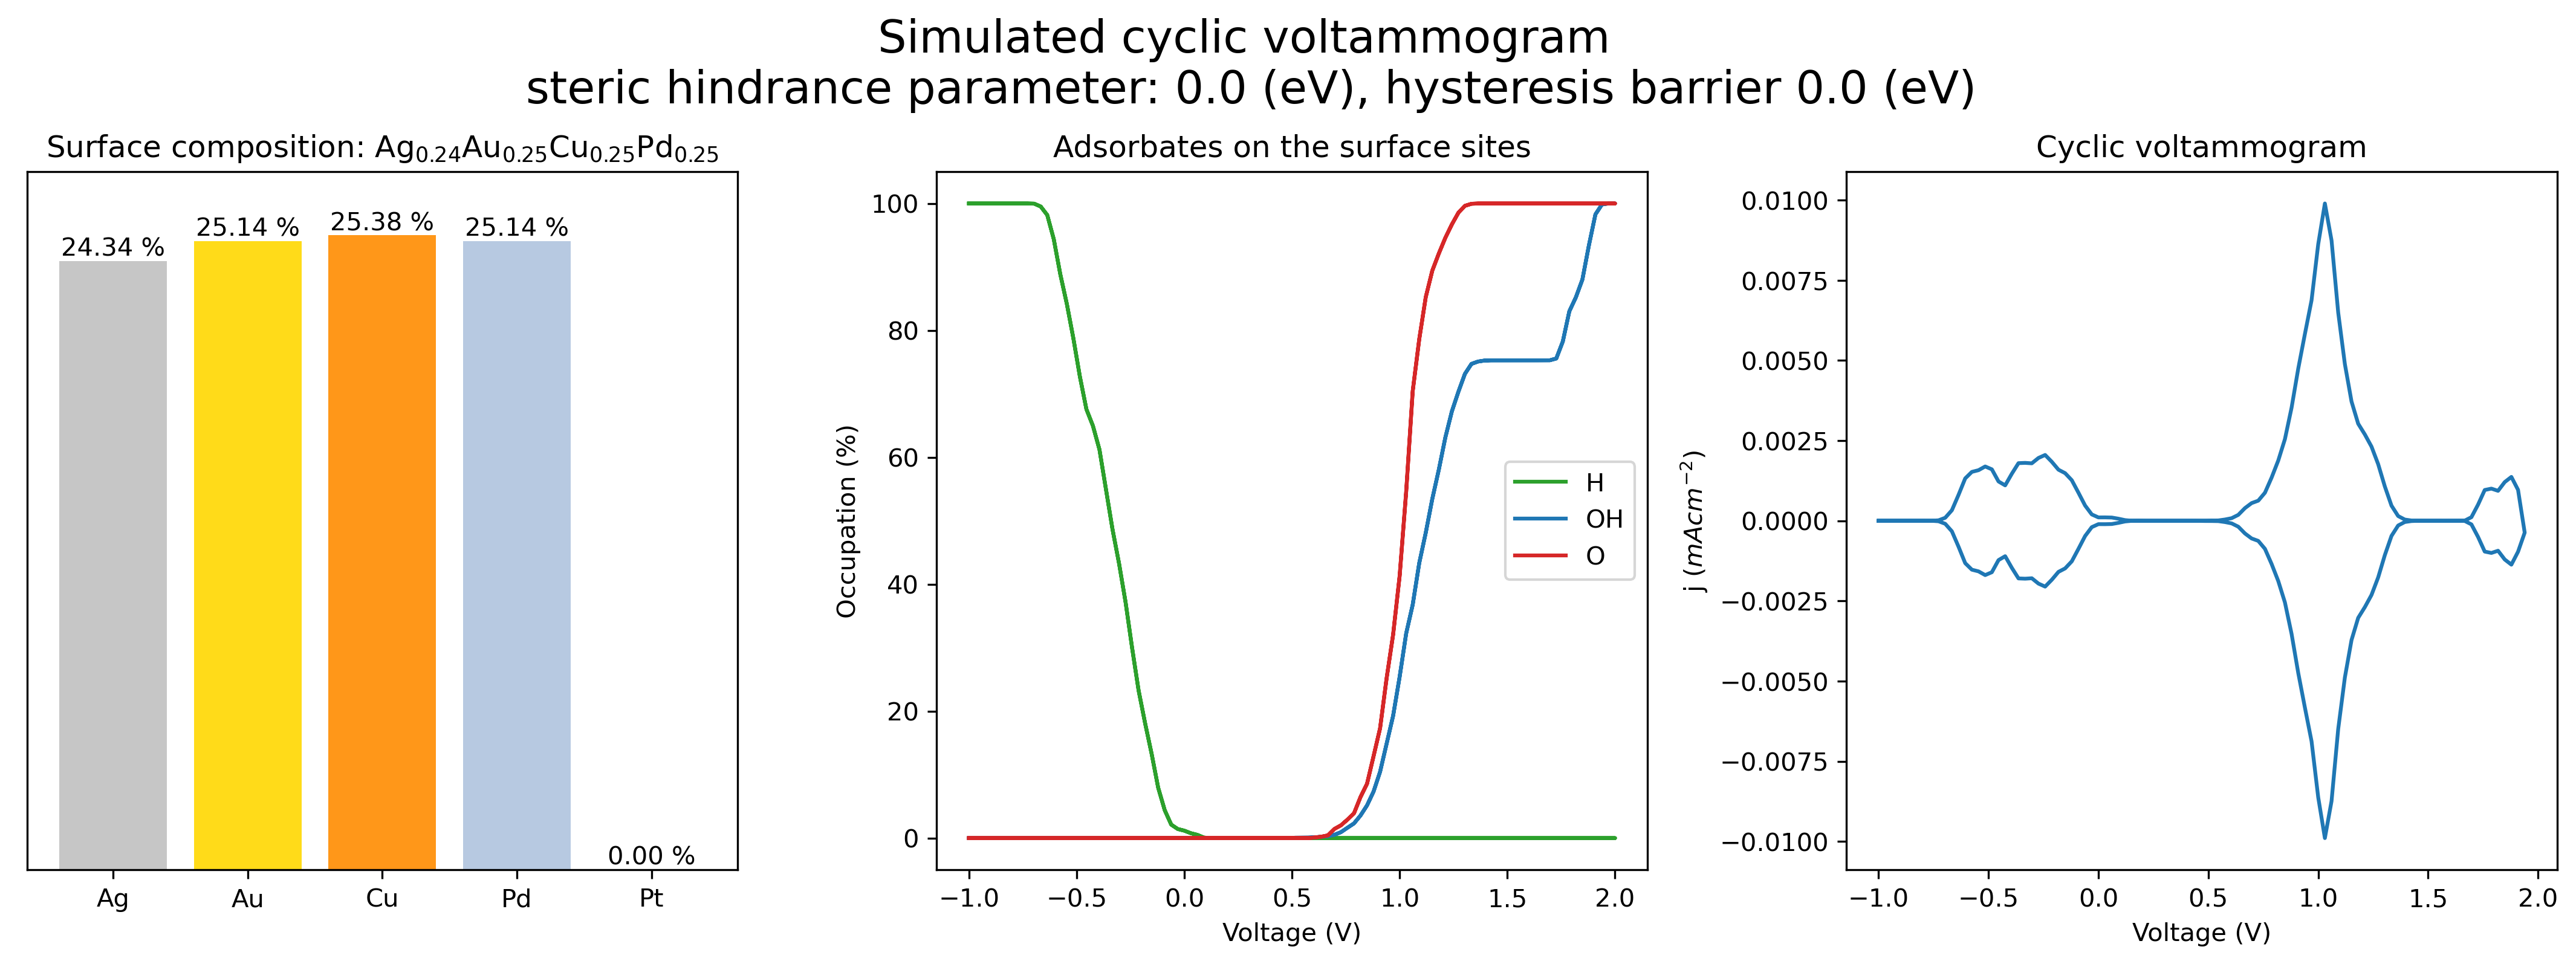 Simulated cyclic voltammogram
steric hindrance parameter: 0.0 (eV), hysteresis barrier 0.0 (eV)
Surface composition: Ag₀.₂₄Au₀.₂₅Cu₀.₂₅Pd₀.₂₅
24.34 %
25.14 %
25.38 %
25.14 %
0.00 %
Ag
Au
Cu
Pd
Pt
Adsorbates on the surface sites
Occupation (%)
100
80
60
40
20
0
H
OH
O
−1.0
−0.5
0.0
0.5
1.0
1.5
2.0
Voltage (V)
Cyclic voltammogram
j (mAcm⁻²)
0.0100
0.0075
0.0050
0.0025
0.0000
−0.0025
−0.0050
−0.0075
−0.0100
−1.0
−0.5
0.0
0.5
1.0
1.5
2.0
Voltage (V)